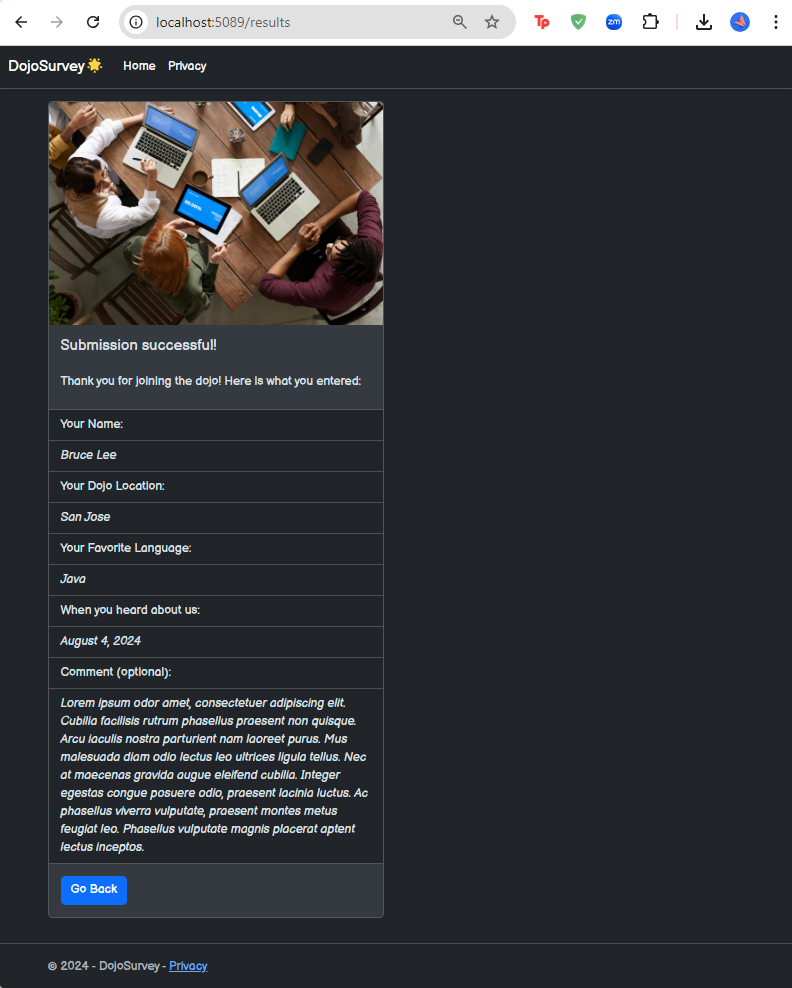 localhost:5089/results
Tp
zm
DojoSurvey🌟 Home Privacy
Submission successful!
Thank you for joining the dojo! Here is what you entered:
Your Name:
Bruce Lee
Your Dojo Location:
San Jose
Your Favorite Language:
Java
When you heard about us:
August 4, 2024
Comment (optional):
Lorem ipsum odor amet, consectetuer adipiscing elit.
Cubilia facilisis rutrum phasellus praesent non quisque.
Arcu iaculis nostra parturient nam laoreet purus. Mus
malesuada diam odio lectus leo ultrices ligula tellus. Nec
at maecenas gravida augue eleifend cubilia. Integer
egestas congue posuere odio, praesent lacinia luctus. Ac
phasellus viverra vulputate, praesent montes metus
feugiat leo. Phasellus vulputate magnis placerat aptent
lectus inceptos.
Go Back
© 2024 - DojoSurvey - Privacy